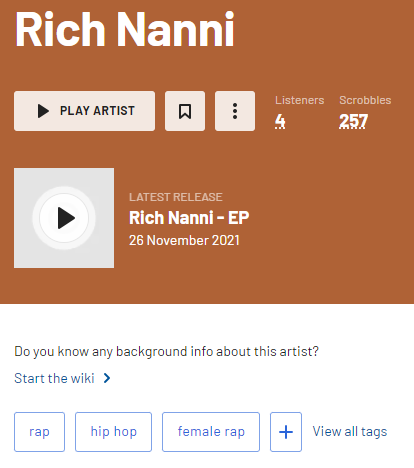 Rich Nanni
PLAY ARTIST
Listeners Scrobbles
4 257
LATEST RELEASE
Rich Nanni - EP
26 November 2021
Do you know any background info about this artist?
Start the wiki
rap hip hop female rap + View all tags